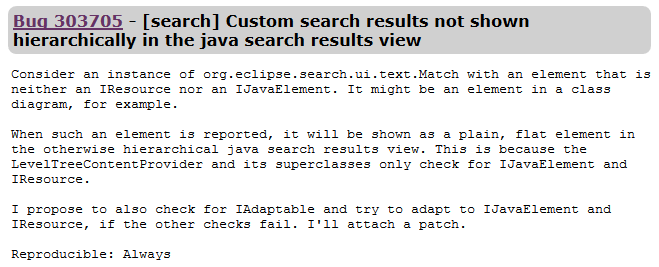 Bug 303705 - [search] Custom search results not shown
hierarchically in the java search results view
Consider an instance of org.eclipse.search.ui.text.Match with an element that is
neither an IResource nor an IJavaElement. It might be an element in a class
diagram, for example.
When such an element is reported, it will be shown as a plain, flat element in
the otherwise hierarchical java search results view. This is because the
LevelTreeContentProvider and its superclasses only check for IJavaElement and
IResource.
I propose to also check for IAdaptable and try to adapt to IJavaElement and
IResource, if the other checks fail. I'll attach a patch.
Reproducible: Always